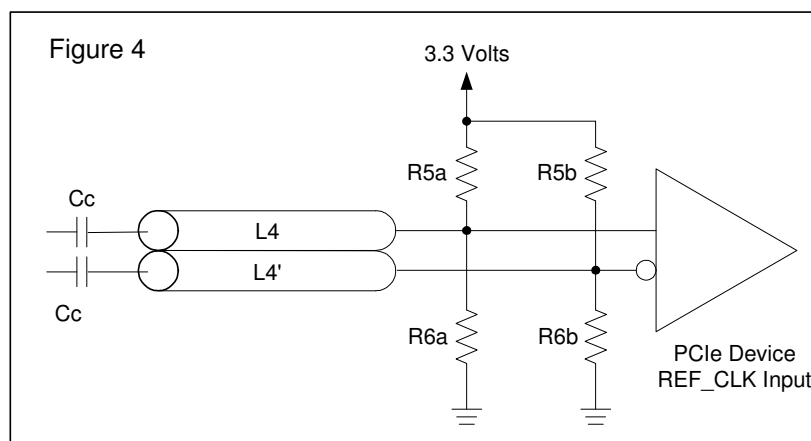 Figure 4
3.3 Volts
R5a
R5b
Cc
L4
L4'
Cc
R6a
R6b
PCIe Device
REF_CLK Input